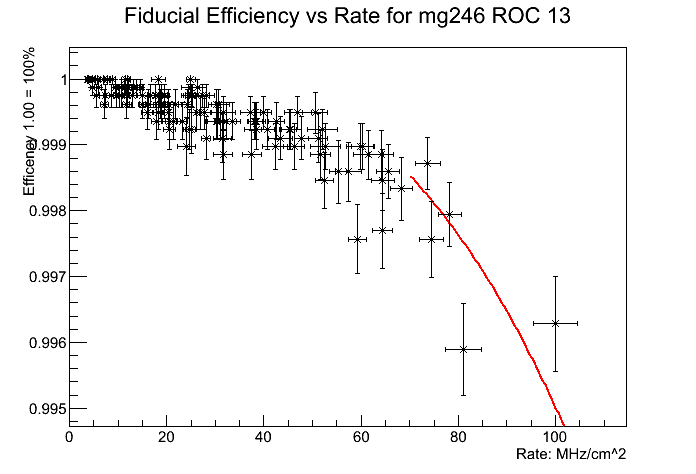 Fiducial Efficiency vs Rate for mg246 ROC 13
Efficency 1.00 = 100%
1
0.999
0.998
0.997
0.996
0.995
0 20 40 60 80 100
Rate: MHz/cm^2